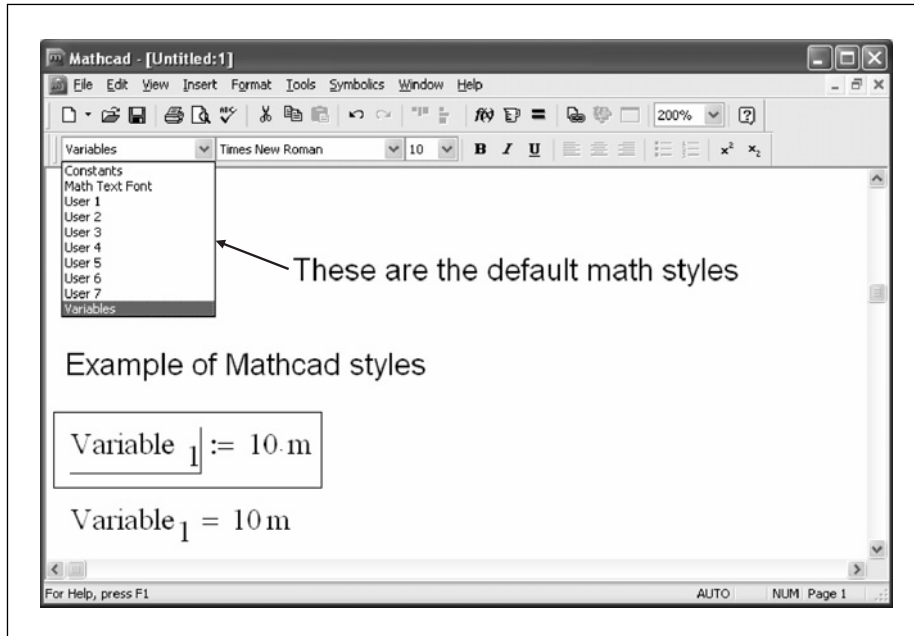 Mathcad - [Untitled:1]
File Edit View Insert Format Tools Symbolics Window Help
200%
Variables Times New Roman 10 B I U x² x₂
Constants
Math Text Font
User 1
User 2
User 3
User 4
User 5
User 6
User 7
Variables
These are the default math styles
Example of Mathcad styles
Variable ₁ := 10·m
Variable₁ = 10 m
For Help, press F1 AUTO NUM Page 1